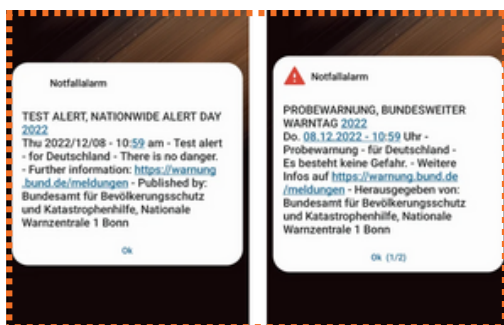 Notfallalarm
TEST ALERT, NATIONWIDE ALERT DAY
2022
Thu 2022/12/08 - 10:59 am - Test alert
- for Deutschland - There is no danger.
- Further information: https://warnung
.bund.de/meldungen - Published by:
Bundesamt für Bevölkerungsschutz
und Katastrophenhilfe, Nationale
Warnzentrale 1 Bonn
Ok
Notfallalarm
PROBEWARNUNG, BUNDESWEITER
WARNTAG 2022
Do. 08.12.2022 - 10:59 Uhr -
Probewarnung - für Deutschland -
Es besteht keine Gefahr. - Weitere
Infos auf https://warnung.bund.de
/meldungen - Herausgegeben von:
Bundesamt für Bevölkerungsschutz
und Katastrophenhilfe, Nationale
Warnzentrale 1 Bonn
Ok (1/2)